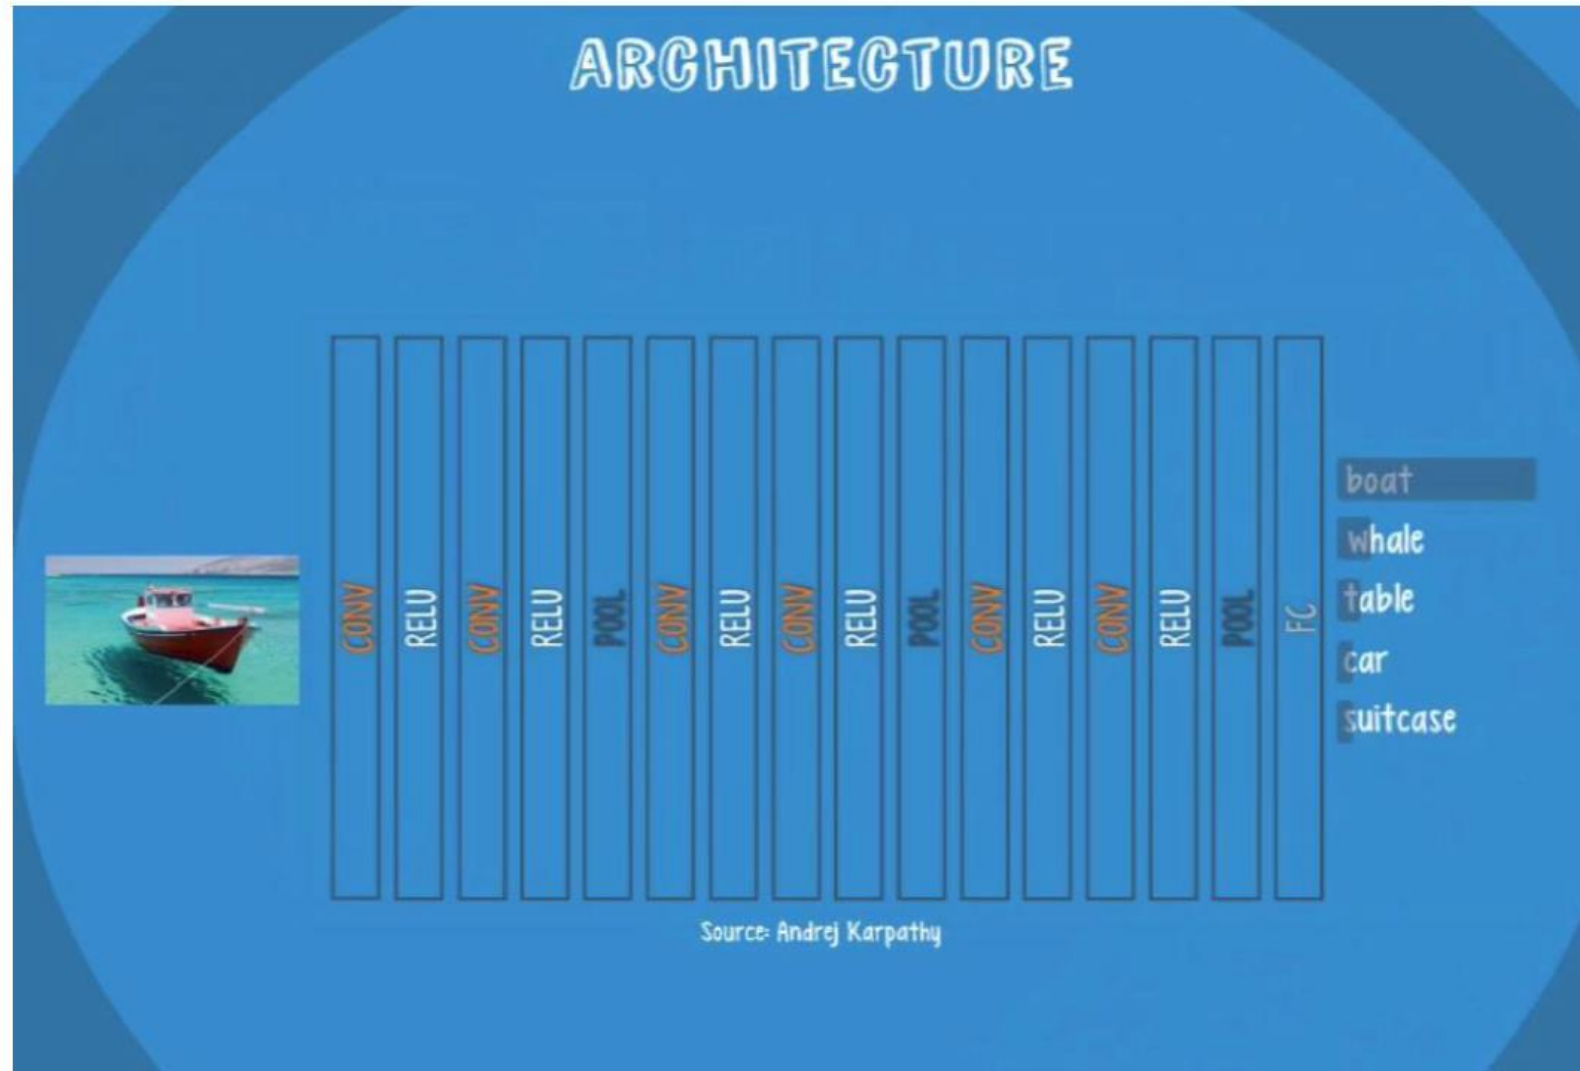 ARCHITECTURE
CONV
RELU
CONV
RELU
POOL
CONV
RELU
CONV
RELU
POOL
CONV
RELU
CONV
RELU
POOL
FC
boat
whale
table
car
suitcase
Source: Andrej Karpathy